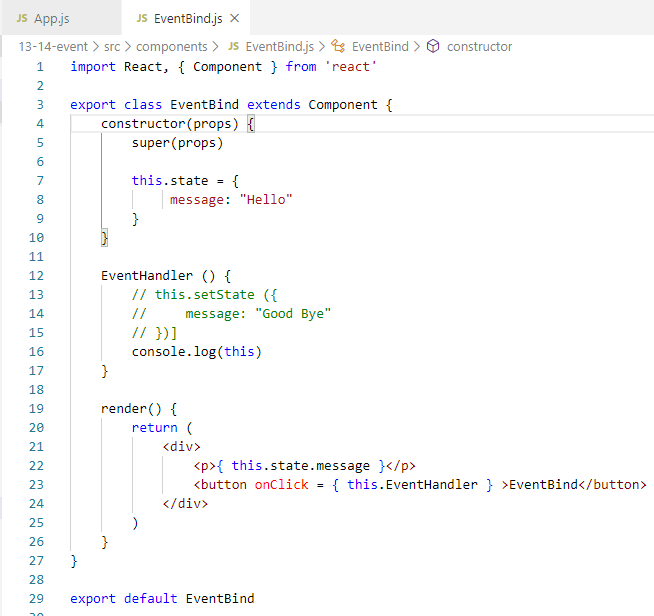 JS App.js JS EventBind.js ×
13-14-event > src > components > JS EventBind.js > EventBind > constructor
1 import React, { Component } from 'react'
2
3 export class EventBind extends Component {
4     constructor(props) {
5         super(props)
6
7         this.state = {
8             message: "Hello"
9         }
10     }
11
12     EventHandler () {
13         // this.setState ({
14         //     message: "Good Bye"
15         // })]
16         console.log(this)
17     }
18
19     render() {
20         return (
21             <div>
22                 <p>{ this.state.message }</p>
23                 <button onClick = { this.EventHandler } >EventBind</button>
24             </div>
25         )
26     }
27 }
28
29 export default EventBind